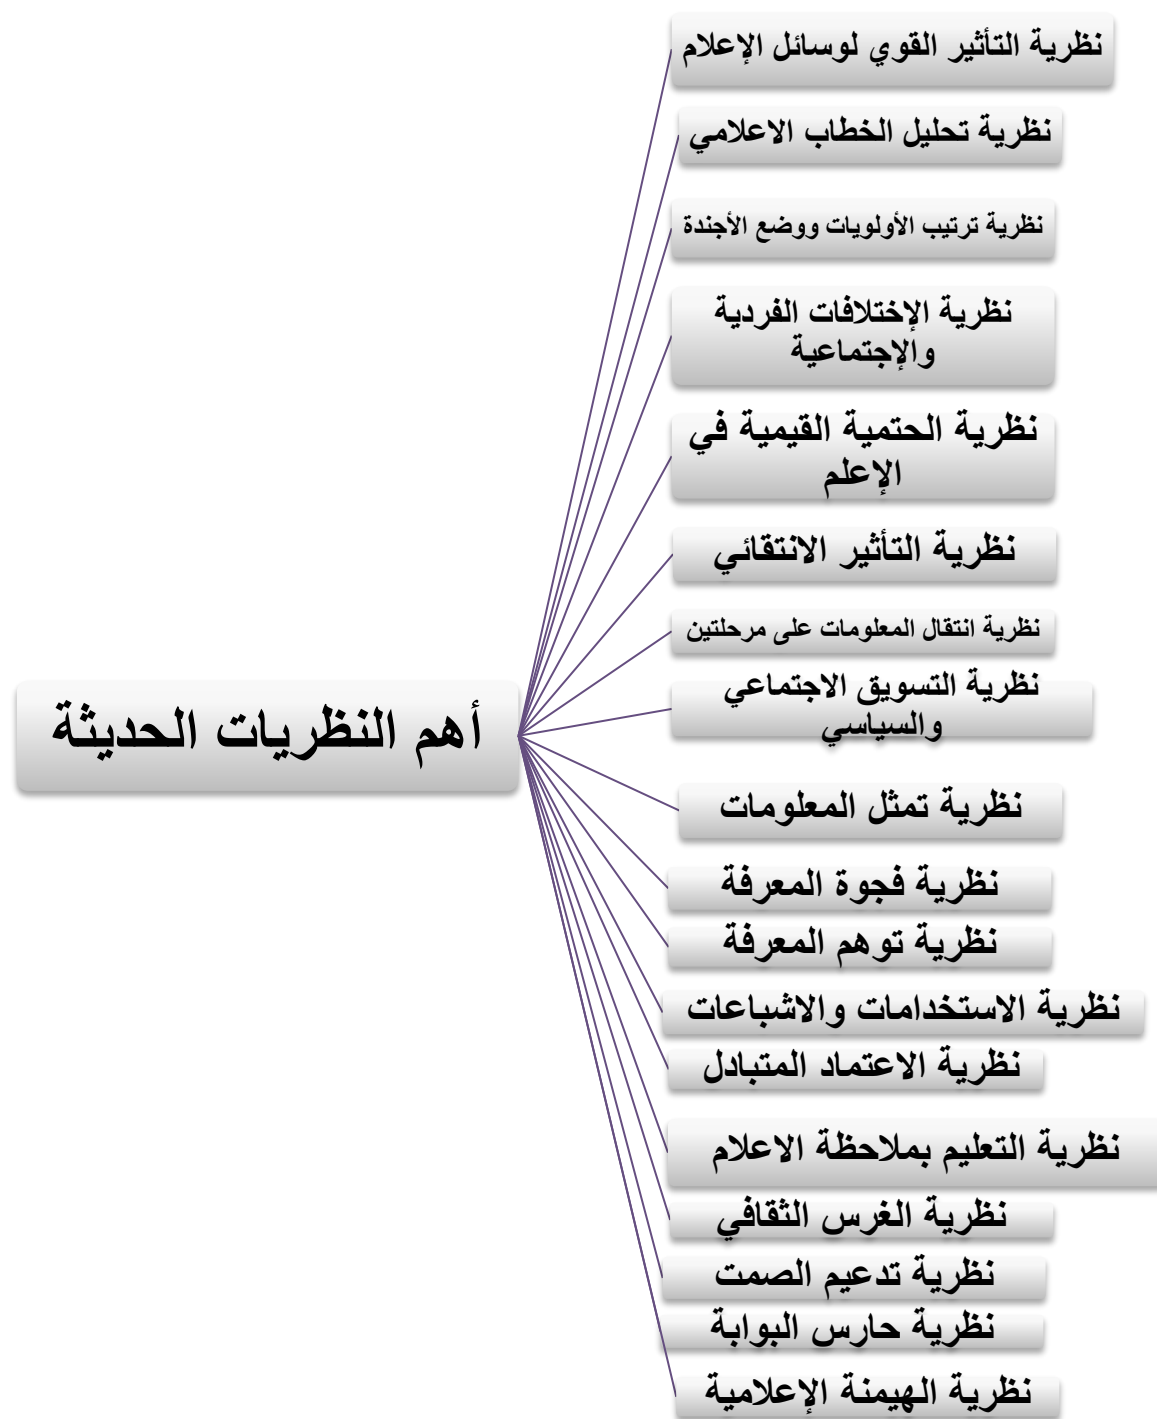 نظرية التأثير القوي لوسائل الإعلام
نظرية تحليل الخطاب الاعلامي
نظرية ترتيب الأولويات ووضع الأجندة
نظرية الإختلافات الفردية
والإجتماعية
نظرية الحتمية القيمية في
الإعلم
نظرية التأثير الانتقائي
نظرية انتقال المعلومات على مرحلتين
نظرية التسويق الاجتماعي
والسياسي
أهم النظريات الحديثة
نظرية تمثل المعلومات
نظرية فجوة المعرفة
نظرية توهم المعرفة
نظرية الاستخدامات والاشباعات
نظرية الاعتماد المتبادل
نظرية التعليم بملاحظة الاعلام
نظرية الغرس الثقافي
نظرية تدعيم الصمت
نظرية حارس البوابة
نظرية الهيمنة الإعلامية